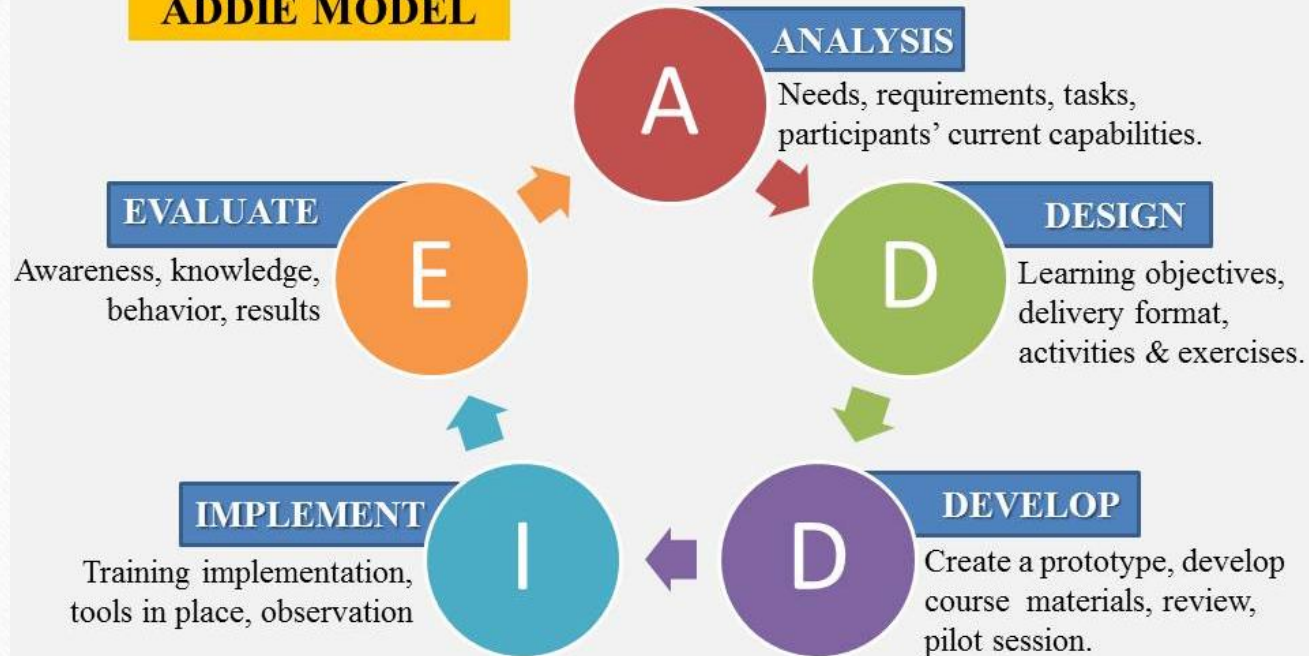 ADDIE MODEL
A
ANALYSIS
Needs, requirements, tasks,
participants’ current capabilities.
D
DESIGN
Learning objectives,
delivery format,
activities & exercises.
D
DEVELOP
Create a prototype, develop
course materials, review,
pilot session.
I
IMPLEMENT
Training implementation,
tools in place, observation
E
EVALUATE
Awareness, knowledge,
behavior, results